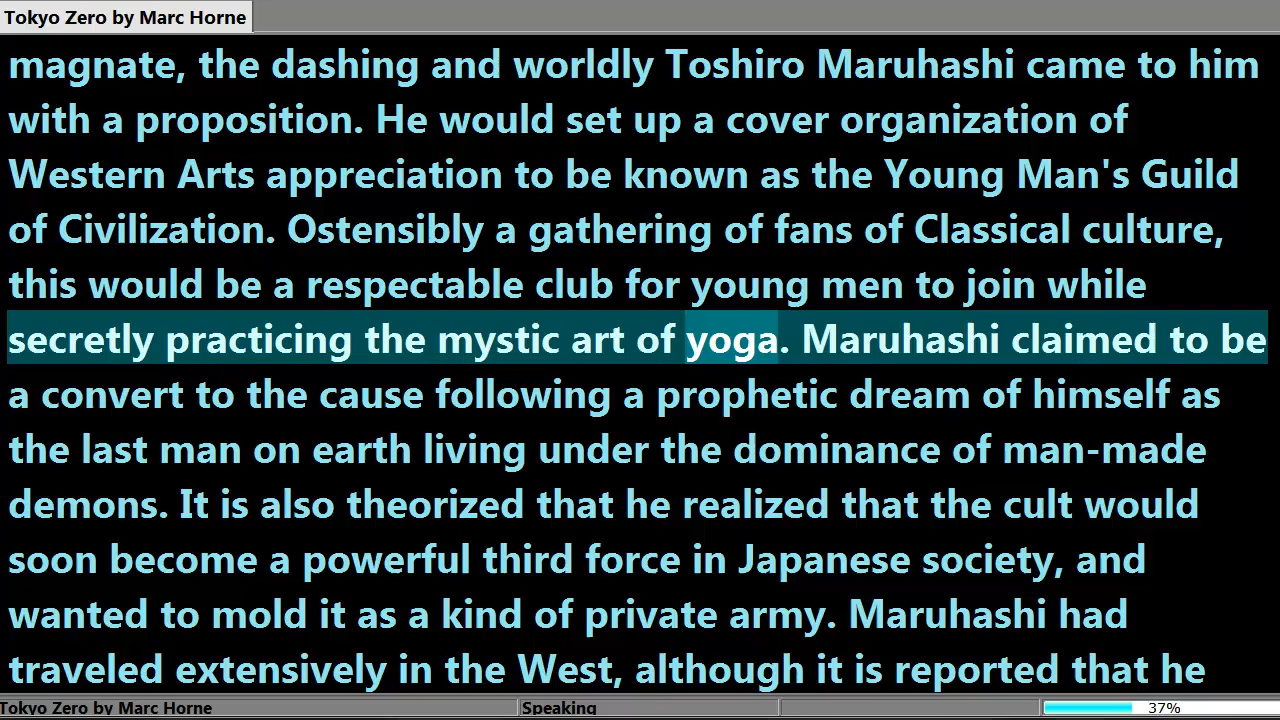 Tokyo Zero by Marc Horne
magnate, the dashing and worldly Toshiro Maruhashi came to him
with a proposition. He would set up a cover organization of
Western Arts appreciation to be known as the Young Man's Guild
of Civilization. Ostensibly a gathering of fans of Classical culture,
this would be a respectable club for young men to join while
secretly practicing the mystic art of yoga. Maruhashi claimed to be
a convert to the cause following a prophetic dream of himself as
the last man on earth living under the dominance of man-made
demons. It is also theorized that he realized that the cult would
soon become a powerful third force in Japanese society, and
wanted to mold it as a kind of private army. Maruhashi had
traveled extensively in the West, although it is reported that he
Tokyo Zero by Marc Horne Speaking 37%